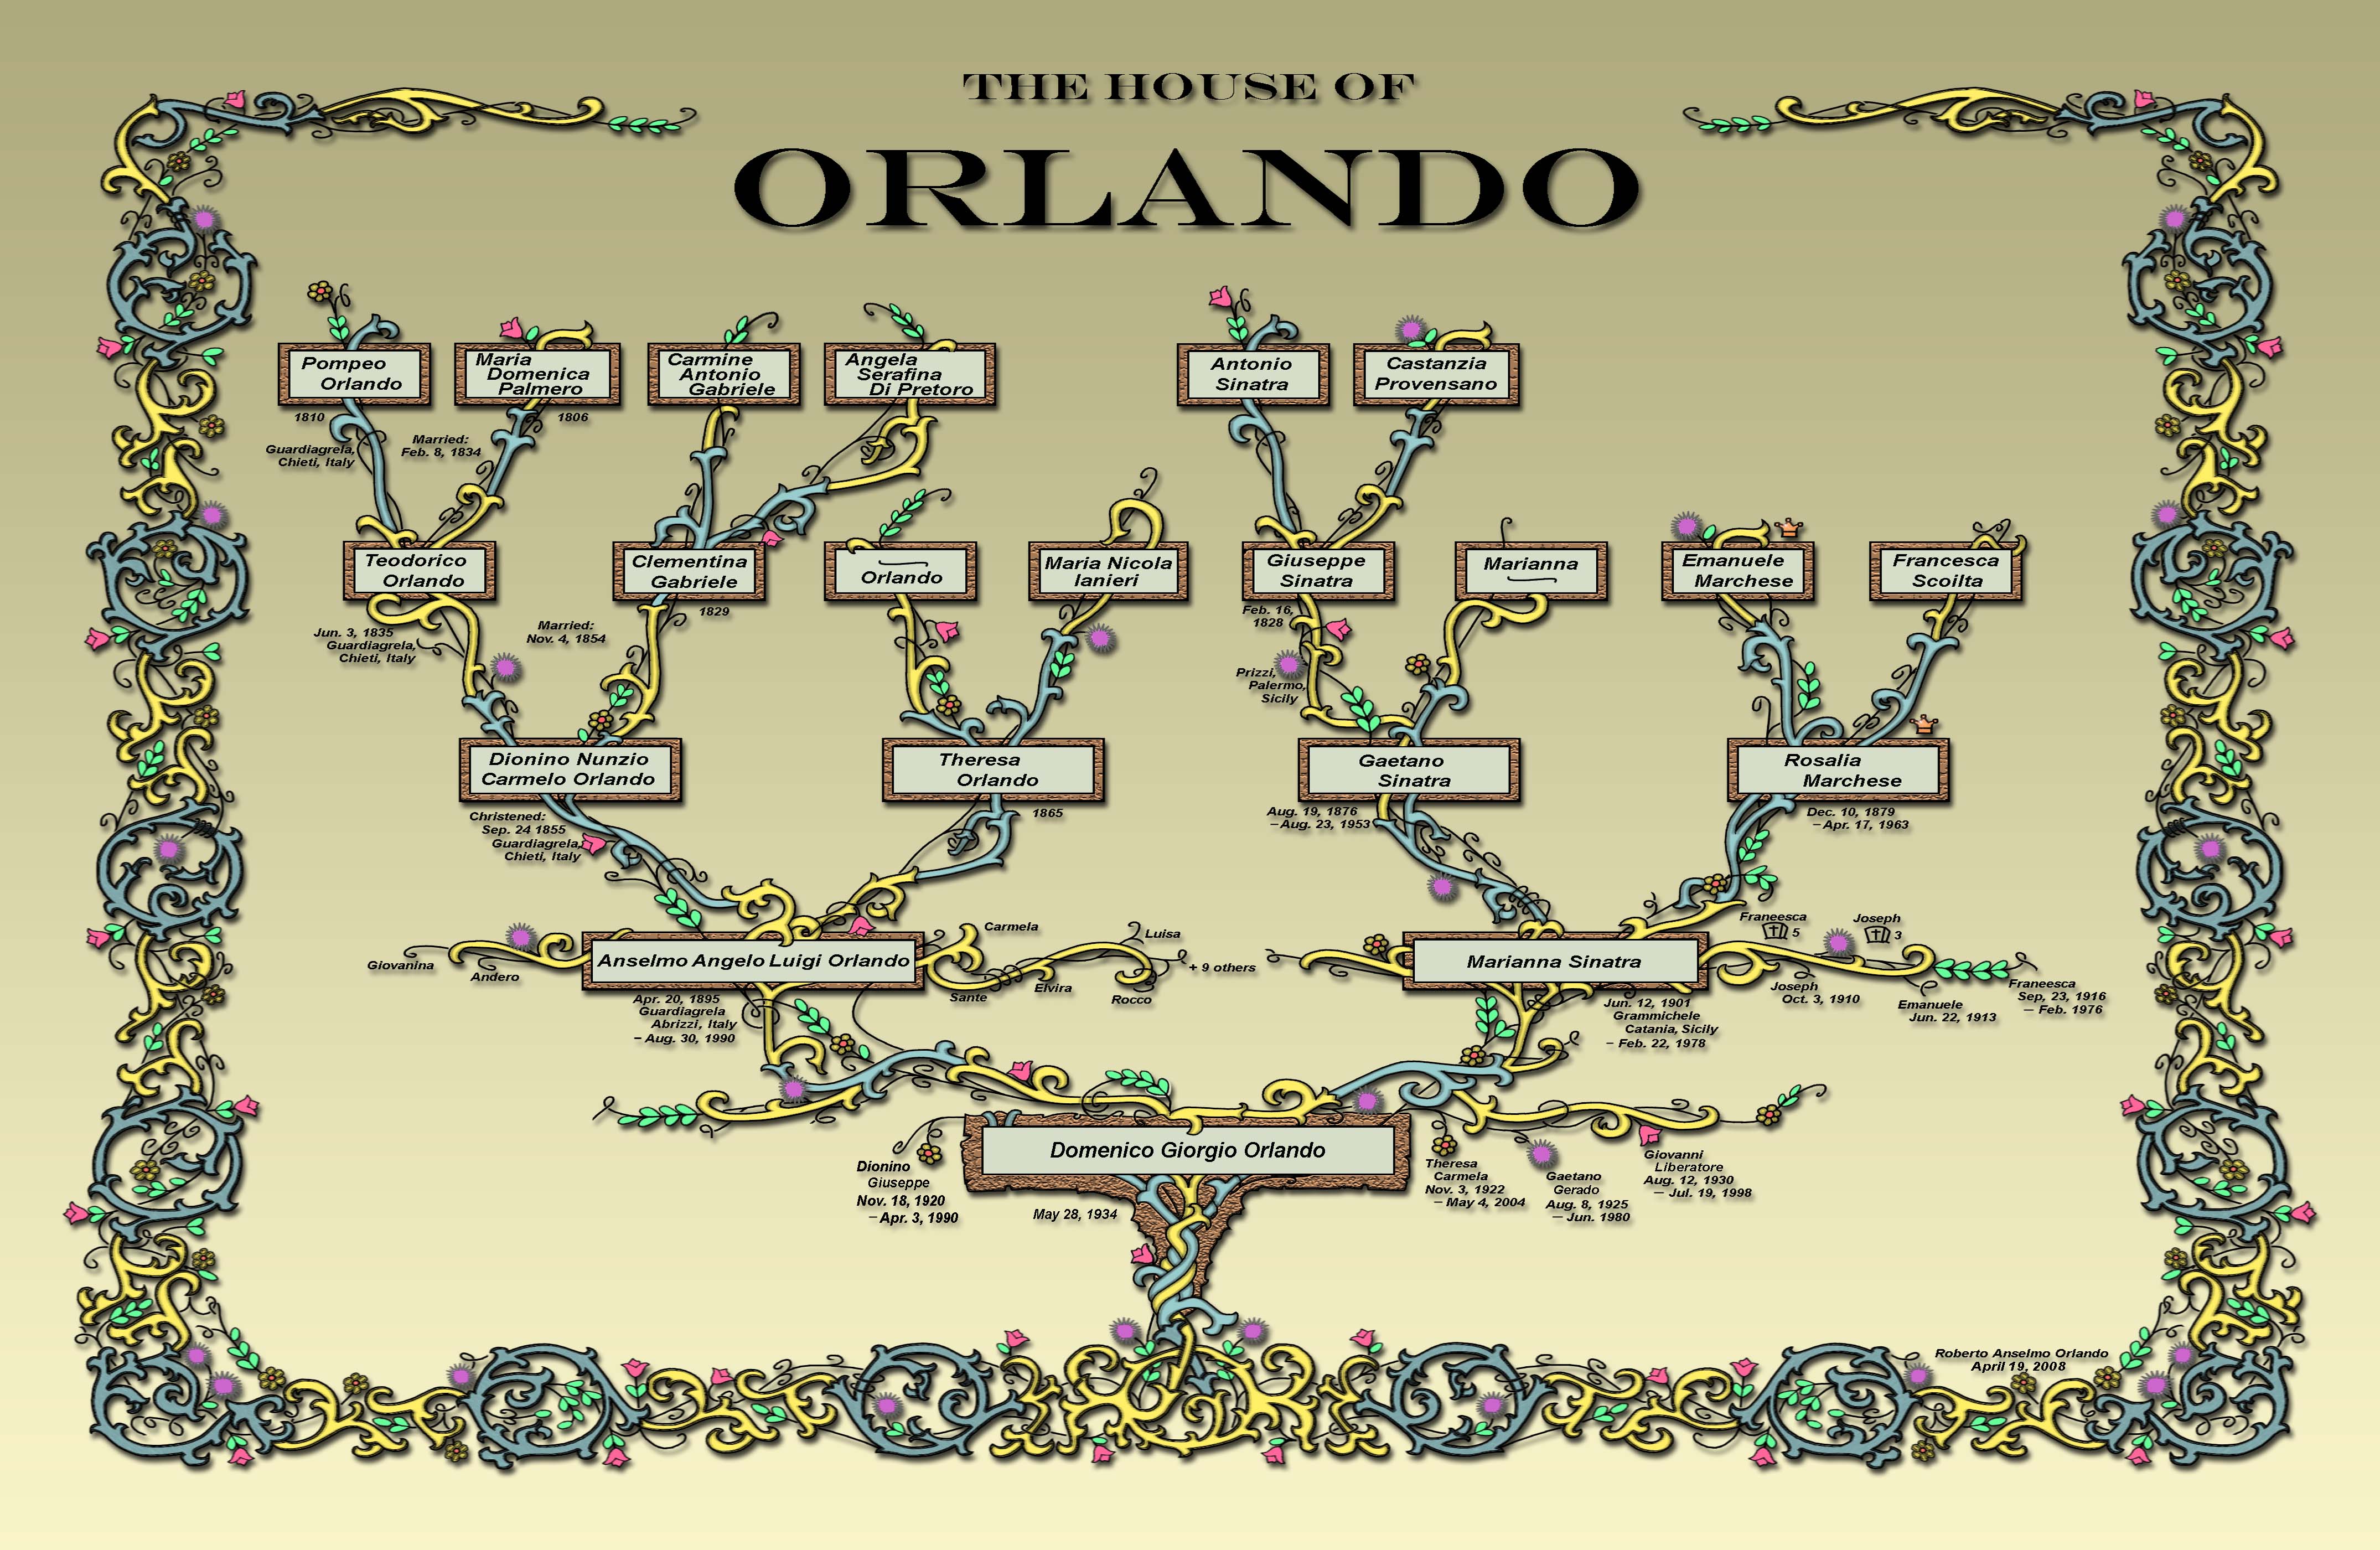 THE HOUSE OF
ORLANDO
Pompeo
Orlando
Maria
Domenica
Palmero
Carmine
Antonio
Gabriele
Angela
Serafina
Di Pretoro
Antonio
Sinatra
Castanzia
Provensano
1810
Guardiagrela,
Chieti, Italy
Married:
Feb. 8, 1834
1806
Teodorico
Orlando
Clementina
Gabriele
Orlando
Maria Nicola
Ianieri
Giuseppe
Sinatra
Marianna
Emanuele
Marchese
Francesca
Scoilta
Jun. 3, 1835
Guardiagrela,
Chieti, Italy
Married:
Nov. 4, 1854
1829
Feb. 16,
1828
Prizzi,
Palermo,
Sicily
Dionino Nunzio
Carmelo Orlando
Theresa
Orlando
Gaetano
Sinatra
Rosalia
Marchese
Christened:
Sep. 24 1855
Guardiagrela,
Chieti, Italy
1865
Aug. 19, 1876
–Aug. 23, 1953
Dec. 10, 1879
–Apr. 17, 1963
Giovanina
Andero
Anselmo Angelo Luigi Orlando
Carmela
Sante
Elvira
Luisa
Rocco
+ 9 others
Marianna Sinatra
Franeesca
5
Joseph
3
Joseph
Oct. 3, 1910
Emanuele
Jun. 22, 1913
Franeesca
Sep, 23, 1916
– Feb. 1976
Apr. 20, 1895
Guardiagrela
Abrizzi, Italy
– Aug. 30, 1990
Jun. 12, 1901
Grammichele
Catania, Sicily
– Feb. 22, 1978
Domenico Giorgio Orlando
Dionino
Giuseppe
Nov. 18, 1920
–Apr. 3, 1990
May 28, 1934
Theresa
Carmela
Nov. 3, 1922
– May 4, 2004
Gaetano
Gerado
Aug. 8, 1925
– Jun. 1980
Giovanni
Liberatore
Aug. 12, 1930
– Jul. 19, 1998
Roberto Anselmo Orlando
April 19, 2008